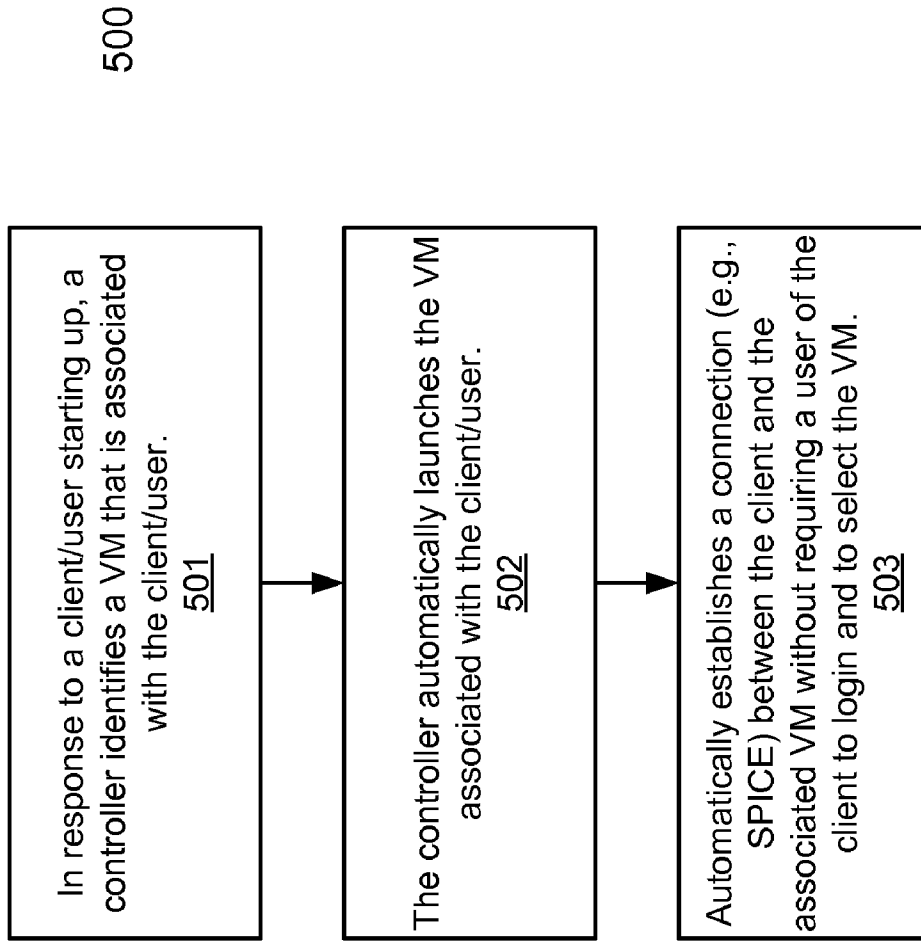 500
In response to a client/user starting up, a
controller identifies a VM that is associated
with the client/user.
501
The controller automatically launches the VM
associated with the client/user.
502
Automatically establishes a connection (e.g.,
SPICE) between the client and the
associated VM without requiring a user of the
client to login and to select the VM.
503